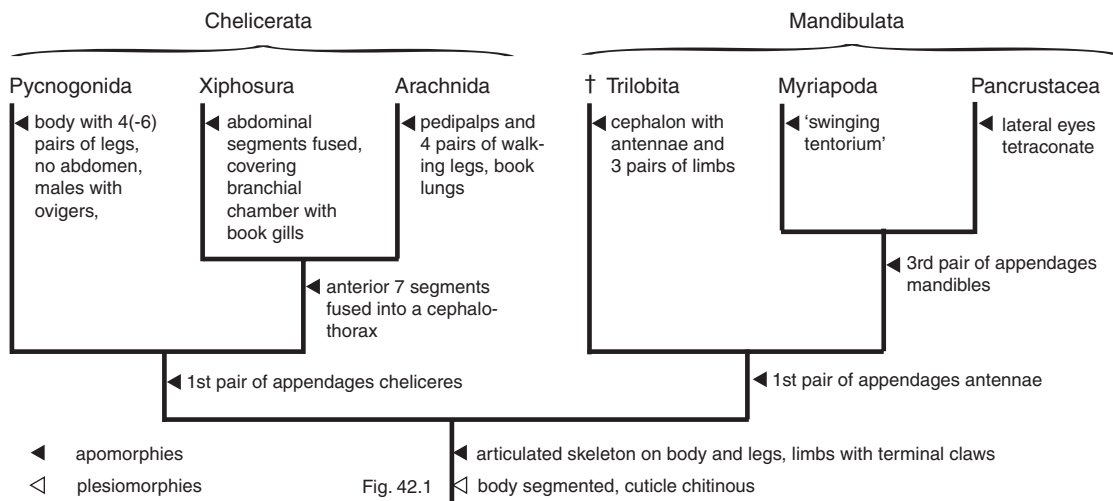 Chelicerata
Mandibulata
Pycnogonida
Xiphosura
Arachnida
† Trilobita
Myriapoda
Pancrustacea
body with 4(-6)
pairs of legs,
no abdomen,
males with
ovigers,
abdominal
segments fused,
covering
branchial
chamber with
book gills
pedipalps and
4 pairs of walk-
ing legs, book
lungs
cephalon with
antennae and
3 pairs of limbs
'swinging
tentorium'
lateral eyes
tetraconate
anterior 7 segments
fused into a cephalo-
thorax
3rd pair of appendages
mandibles
1st pair of appendages cheliceres
1st pair of appendages antennae
apomorphies
articulated skeleton on body and legs, limbs with terminal claws
plesiomorphies
Fig. 42.1
body segmented, cuticle chitinous